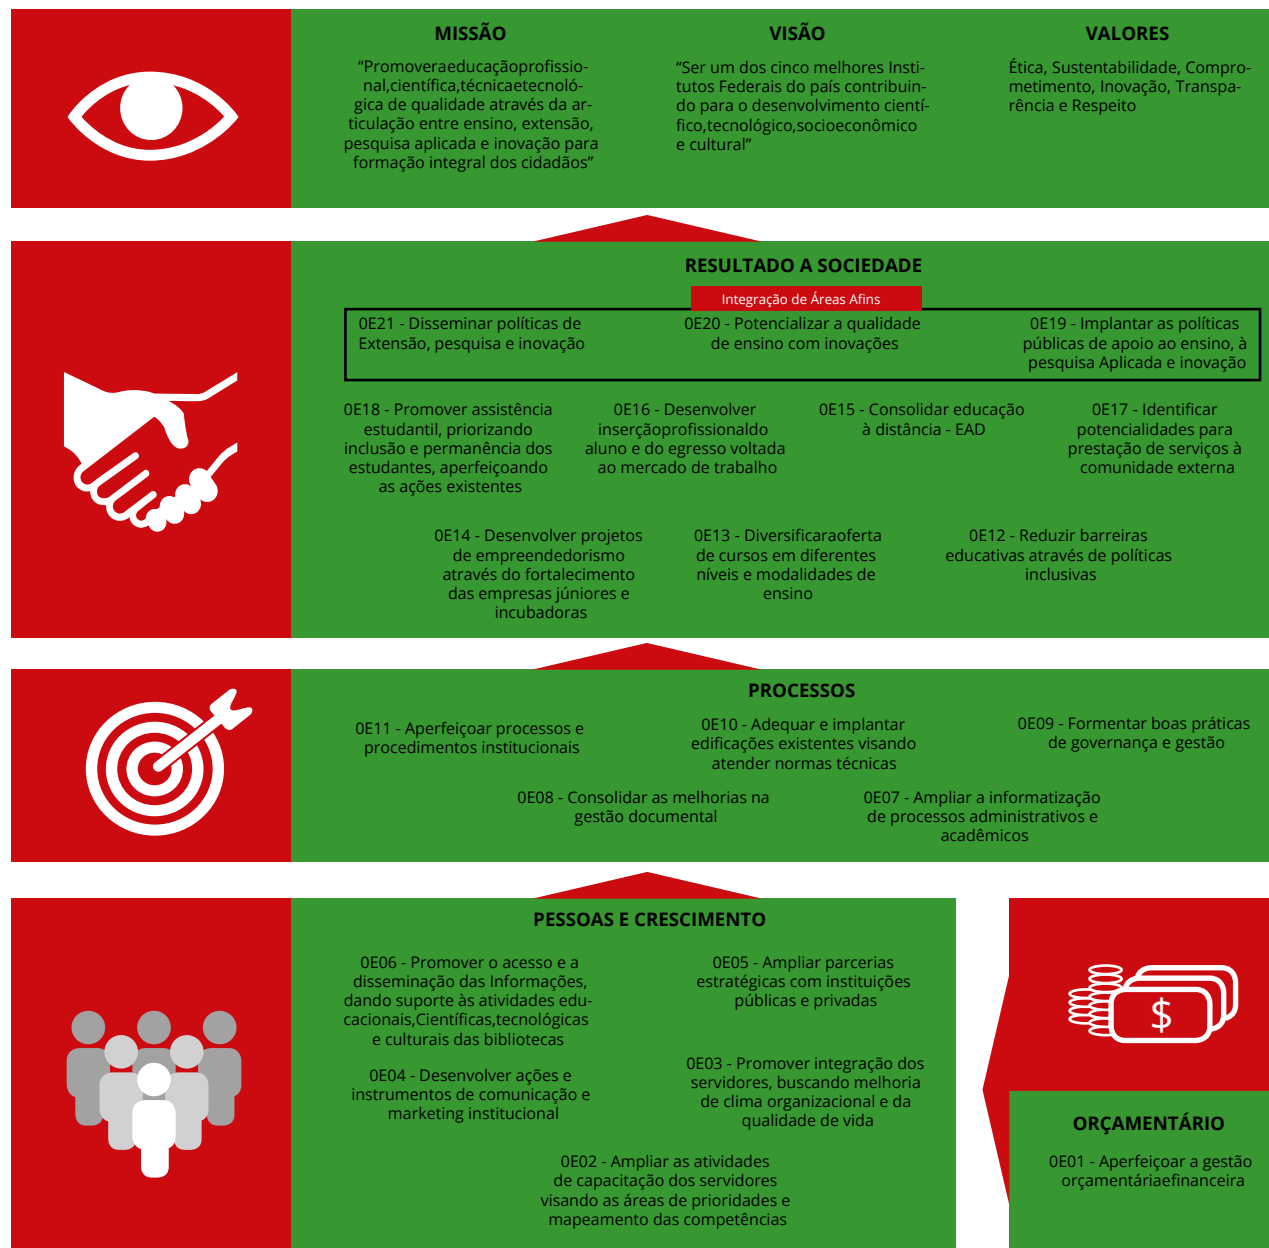 MISSÃO
“Promoveraeducaçãoprofissio-
nal,científica,técnicaetecnoló-
gica de qualidade através da ar-
ticulação entre ensino, extensão,
pesquisa aplicada e inovação para
formação integral dos cidadãos”
VISÃO
“Ser um dos cinco melhores Insti-
tutos Federais do país contribuin-
do para o desenvolvimento cientí-
fico,tecnológico,socioeconômico
e cultural”
VALORES
Ética, Sustentabilidade, Compro-
metimento, Inovação, Transpa-
rência e Respeito
RESULTADO A SOCIEDADE
Integração de Áreas Afins
0E21 - Disseminar políticas de
Extensão, pesquisa e inovação
0E20 - Potencializar a qualidade
de ensino com inovações
0E19 - Implantar as políticas
públicas de apoio ao ensino, à
pesquisa Aplicada e inovação
0E18 - Promover assistência
estudantil, priorizando
inclusão e permanência dos
estudantes, aperfeiçoando
as ações existentes
0E16 - Desenvolver
inserçãoprofissionaldo
aluno e do egresso voltada
ao mercado de trabalho
0E15 - Consolidar educação
à distância - EAD
0E17 - Identificar
potencialidades para
prestação de serviços à
comunidade externa
0E14 - Desenvolver projetos
de empreendedorismo
através do fortalecimento
das empresas júniores e
incubadoras
0E13 - Diversificaraoferta
de cursos em diferentes
níveis e modalidades de
ensino
0E12 - Reduzir barreiras
educativas através de políticas
inclusivas
PROCESSOS
0E11 - Aperfeiçoar processos e
procedimentos institucionais
0E10 - Adequar e implantar
edificações existentes visando
atender normas técnicas
0E09 - Formentar boas práticas
de governança e gestão
0E08 - Consolidar as melhorias na
gestão documental
0E07 - Ampliar a informatização
de processos administrativos e
acadêmicos
PESSOAS E CRESCIMENTO
0E06 - Promover o acesso e a
disseminação das Informações,
dando suporte às atividades edu-
cacionais,Científicas,tecnológicas
e culturais das bibliotecas
0E05 - Ampliar parcerias
estratégicas com instituições
públicas e privadas
0E04 - Desenvolver ações e
instrumentos de comunicação e
marketing institucional
0E03 - Promover integração dos
servidores, buscando melhoria
de clima organizacional e da
qualidade de vida
0E02 - Ampliar as atividades
de capacitação dos servidores
visando as áreas de prioridades e
mapeamento das competências
$
ORÇAMENTÁRIO
0E01 - Aperfeiçoar a gestão
orçamentáriaefinanceira